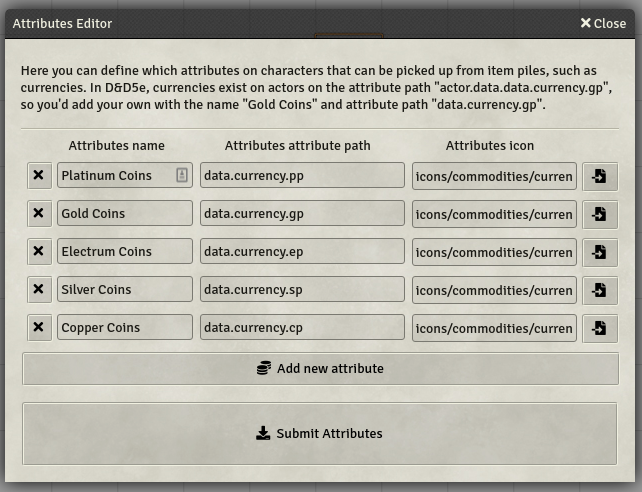 Attributes Editor
Close
Here you can define which attributes on characters that can be picked up from item piles, such as
currencies. In D&D5e, currencies exist on actors on the attribute path "actor.data.data.currency.gp",
so you'd add your own with the name "Gold Coins" and attribute path "data.currency.gp".
Attributes name Attributes attribute path Attributes icon
Platinum Coins data.currency.pp icons/commodities/curren
Gold Coins data.currency.gp icons/commodities/curren
Electrum Coins data.currency.ep icons/commodities/curren
Silver Coins data.currency.sp icons/commodities/curren
Copper Coins data.currency.cp icons/commodities/curren
Add new attribute
Submit Attributes